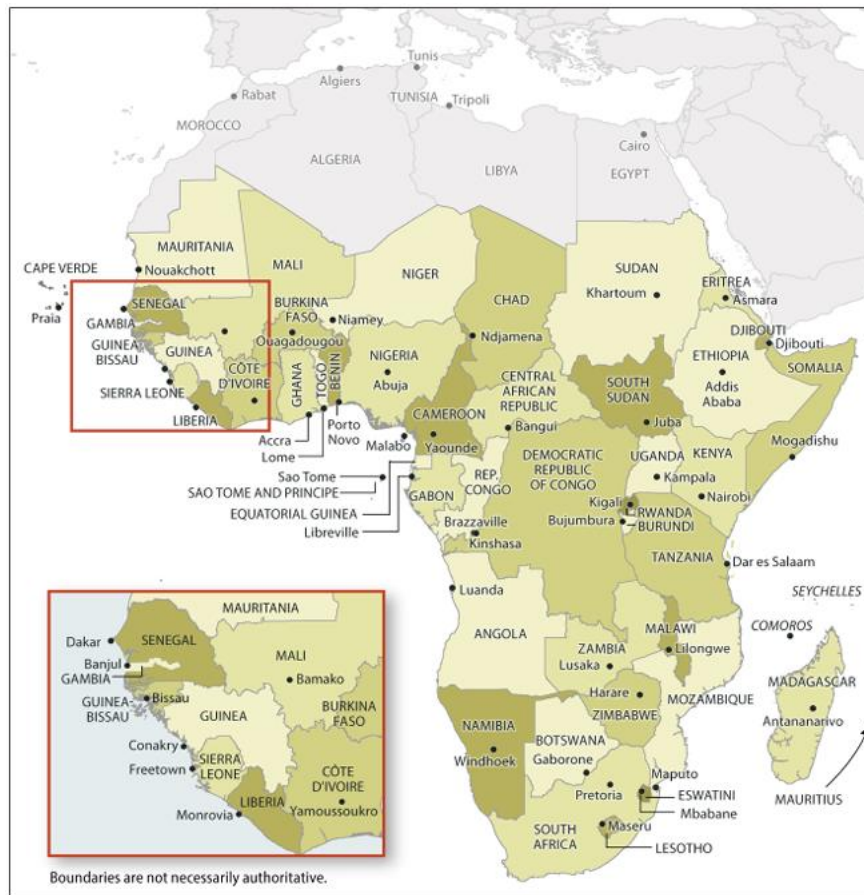 Tunis
Algiers
Rabat
TUNISIA
Tripoli
MOROCCO
Cairo
ALGERIA
LIBYA
EGYPT
MAURITANIA
CAPE VERDE
Nouakchott
MALI
NIGER
SUDAN
CHAD
Khartoum
ERITREA
Asmara
Praia
SENEGAL
BURKINA
FASO
Niamey
GAMBIA
Ouagadougou
Ndjamena
DJIBOUTI
Djibouti
GUINEA
BISSAU
GUINEA
NIGERIA
ETHIOPIA
SOMALIA
CÔTE
D'IVOIRE
GHANA
TOGO
BENIN
Abuja
CENTRAL
AFRICAN
REPUBLIC
SOUTH
SUDAN
Addis
Ababa
SIERRA LEONE
LIBERIA
Porto
Novo
CAMEROON
Bangui
Juba
Accra
Lome
Malabo
Yaounde
DEMOCRATIC
REPUBLIC
OF CONGO
UGANDA
KENYA
Mogadishu
Sao Tome
SAO TOME AND PRINCIPE
GABON
REP.
CONGO
Kampala
Nairobi
EQUATORIAL GUINEA
Libreville
Kigali
RWANDA
Brazzaville
Bujumbura
BURUNDI
Kinshasa
TANZANIA
Dar es Salaam
Luanda
SEYCHELLES
ANGOLA
MALAWI
COMOROS
ZAMBIA
Lilongwe
Lusaka
MADAGASCAR
Harare
MOZAMBIQUE
ZIMBABWE
Antananarivo
NAMIBIA
BOTSWANA
Windhoek
Gaborone
Maputo
MAURITIUS
Pretoria
ESWATINI
Mbabane
SOUTH
AFRICA
Maseru
LESOTHO
MAURITANIA
Dakar
SENEGAL
MALI
Banjul
GAMBIA
Bamako
GUINEA-
BISSAU
Bissau
GUINEA
BURKINA
FASO
Conakry
SIERRA
LEONE
Freetown
CÔTE
D'IVOIRE
LIBERIA
Yamoussoukro
Monrovia
Boundaries are not necessarily authoritative.